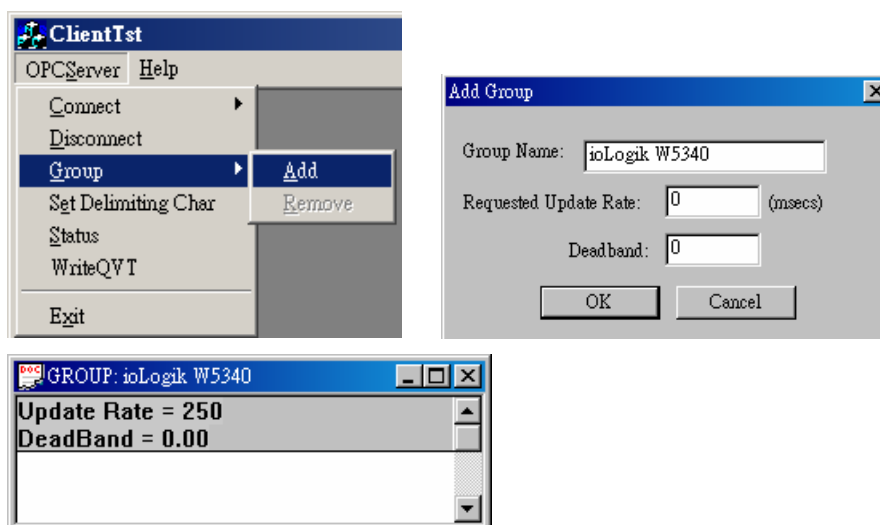 ClientTst
OPCServer Help
Connect
Disconnect
Group
Add
Set Delimiting Char
Remove
Status
WriteQVT
Exit
Add Group
Group Name: ioLogik W5340
Requested Update Rate: 0 (msecs)
Deadband: 0
OK Cancel
DOC GROUP: ioLogik W5340
Update Rate = 250
DeadBand = 0.00